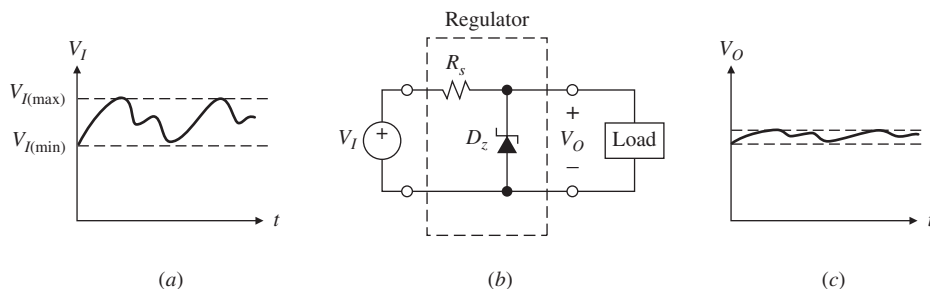 V_I
V_I(max)
V_I(min)
t
(a)
Regulator
R_s
V_I
+
D_z
+
V_O
−
Load
(b)
V_O
t
(c)